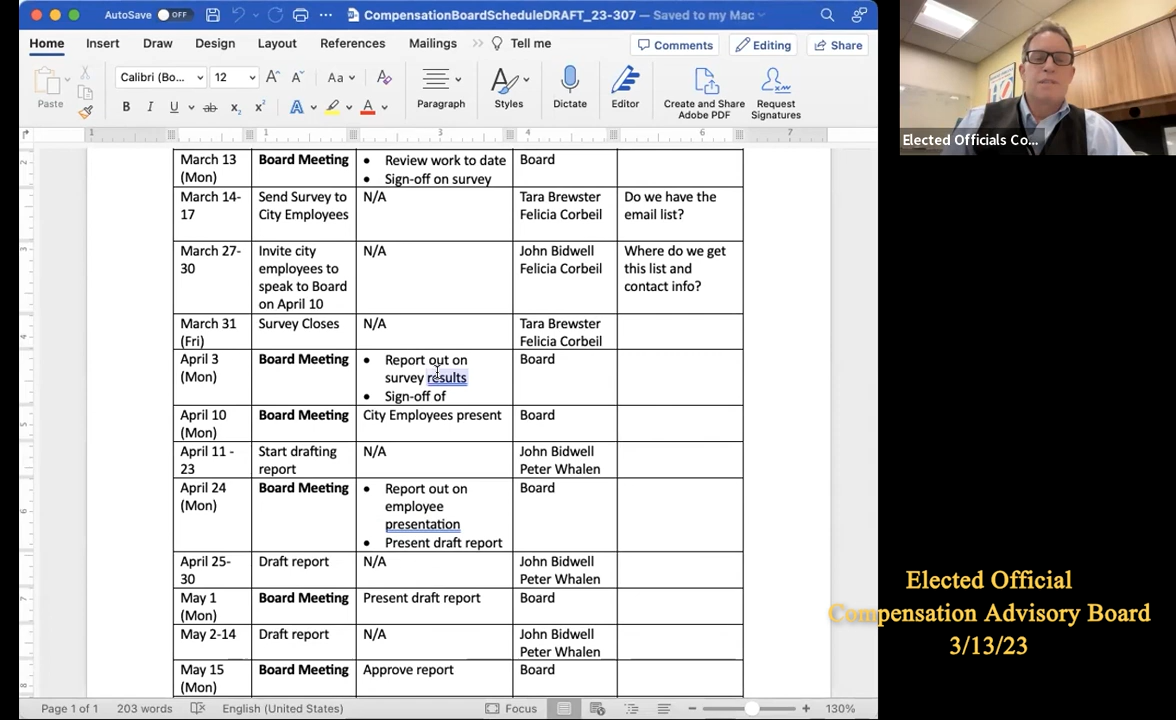 AutoSave OFF CompensationBoardScheduleDRAFT_23-307 — Saved to my Mac
Home Insert Draw Design Layout References Mailings Tell me Comments Editing Share
Calibri (Bo... 12
Paste Paragraph Styles Dictate Editor Create and Share Adobe PDF Request Signatures
March 13 (Mon) Board Meeting • Review work to date • Sign-off on survey Board
March 14-17 Send Survey to City Employees N/A Tara Brewster Felicia Corbeil Do we have the email list?
March 27-30 Invite city employees to speak to Board on April 10 N/A John Bidwell Felicia Corbeil Where do we get this list and contact info?
March 31 (Fri) Survey Closes N/A Tara Brewster Felicia Corbeil
April 3 (Mon) Board Meeting • Report out on survey results • Sign-off of Board
April 10 (Mon) Board Meeting City Employees present Board
April 11 - 23 Start drafting report N/A John Bidwell Peter Whalen
April 24 (Mon) Board Meeting • Report out on employee presentation • Present draft report Board
April 25-30 Draft report N/A John Bidwell Peter Whalen
May 1 (Mon) Board Meeting Present draft report Board
May 2-14 Draft report N/A John Bidwell Peter Whalen
May 15 (Mon) Board Meeting Approve report Board
Page 1 of 1 203 words English (United States) Focus 130%
Elected Officials Co...
Elected Official
Compensation Advisory Board
3/13/23